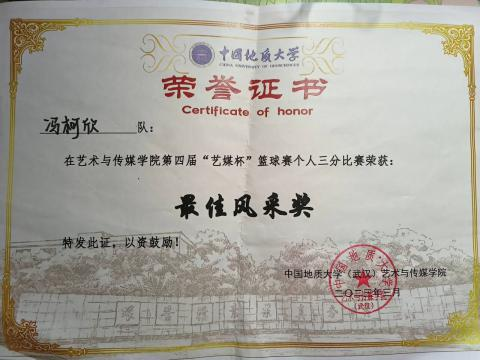 中国地质大学
CHINA UNIVERSITY OF GEOSCIENCES
荣誉证书
Certificate of honor
冯柯欣 队:
在艺术与传媒学院第四届“艺媒杯”篮球赛个人三分比赛荣获:
最佳风采奖
特发此证,以资鼓励!
中国地质大学(武汉)艺术与传媒学院
三月